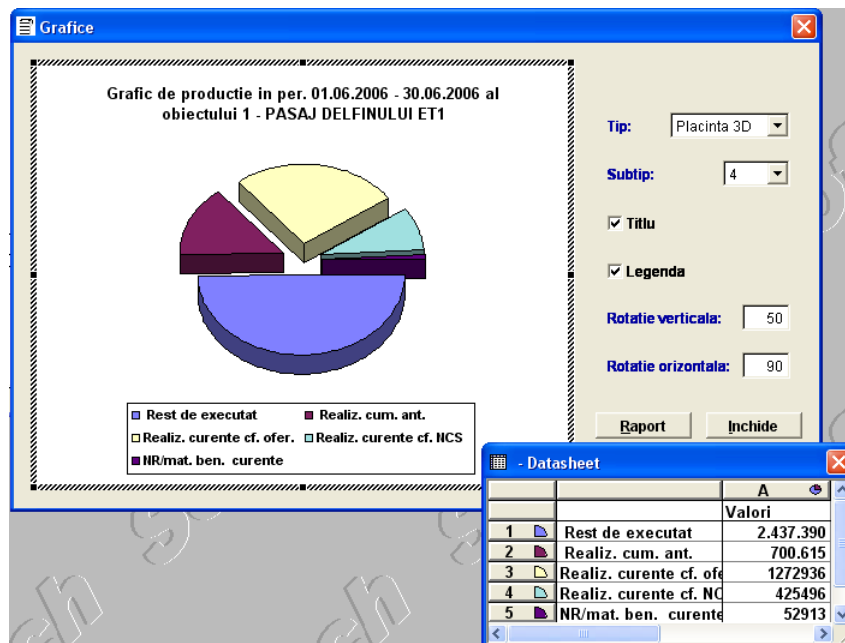 Grafice
Grafic de productie in per. 01.06.2006 - 30.06.2006 al
obiectului 1 - PASAJ DELFINULUI ET1
Tip: Placinta 3D
Subtip: 4
Titlu
Legenda
Rotatie verticala: 50
Rotatie orizontala: 90
Raport Inchide
Rest de executat Realiz. cum. ant.
Realiz. curente cf. ofer. Realiz. curente cf. NCS
NR/mat. ben. curente
- Datasheet
A
Valori
1 Rest de executat 2.437.390
2 Realiz. cum. ant. 700.615
3 Realiz. curente cf. ofe 1272936
4 Realiz. curente cf. NC 425496
5 NR/mat. ben. curente 52913